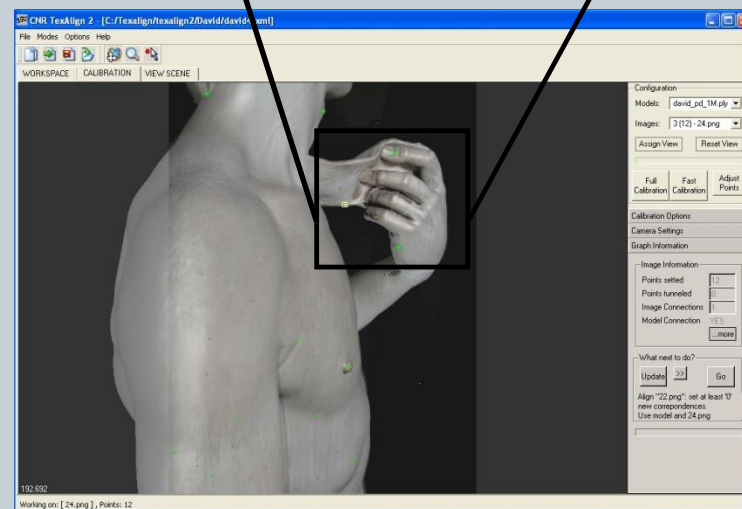 CNR TexAlign 2 - [C:/Texalign/texalign2/David/david4.xml]
File Modes Options Help
WORKSPACE CALIBRATION VIEW SCENE
Configuration
Models: david_pd_1M.ply
Images: 3 (12) - 24.png
Assign View Reset View
Full Calibration
Fast Calibration
Adjust Points
Calibration Options
Camera Settings
Graph Information
Image Information
Points setted 12
Points tunneled 0
Image Connections 1
Model Connection YES
...more
What next to do?
Update >> Go
Align "22.png": set at least '0'
new correpondences.
Use model and 24.png
192.692
Working on: [ 24.png ] , Points: 12